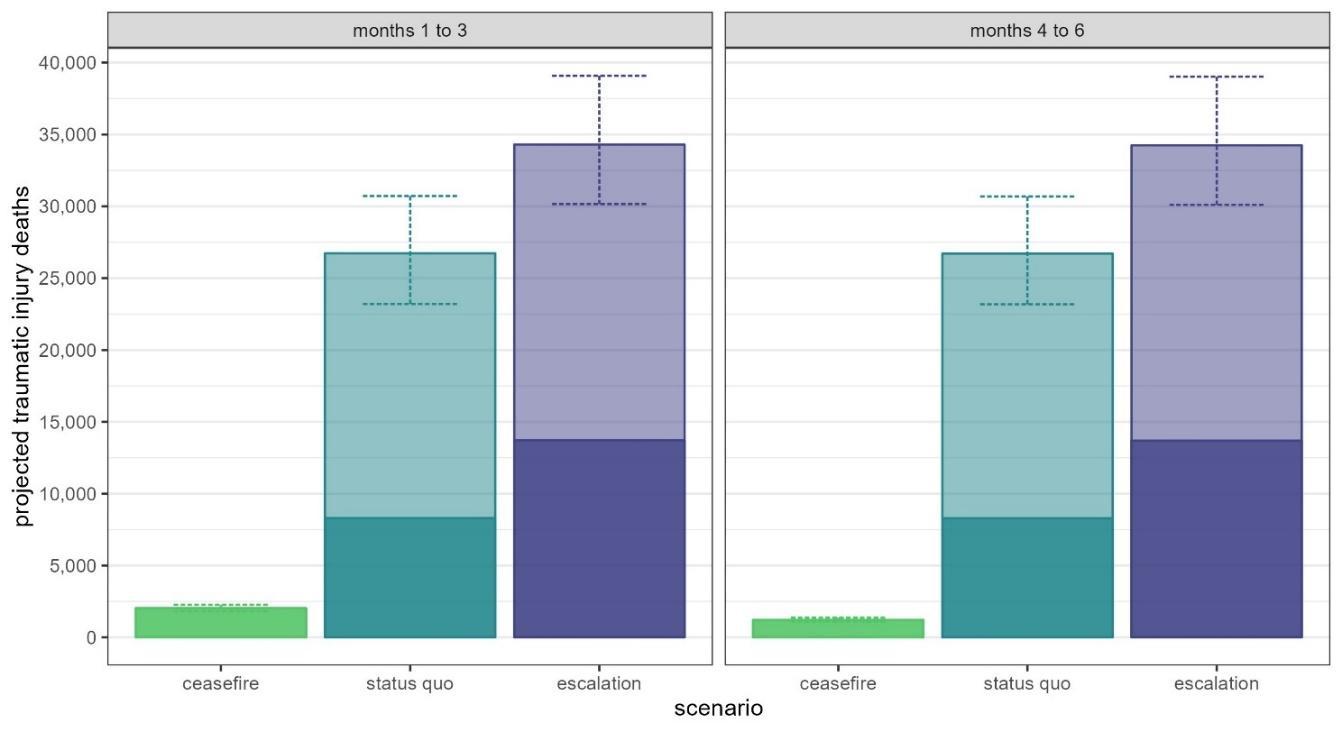 months 1 to 3
months 4 to 6
projected traumatic injury deaths
40,000
35,000
30,000
25,000
20,000
15,000
10,000
5,000
0
ceasefire
status quo
escalation
ceasefire
status quo
escalation
scenario